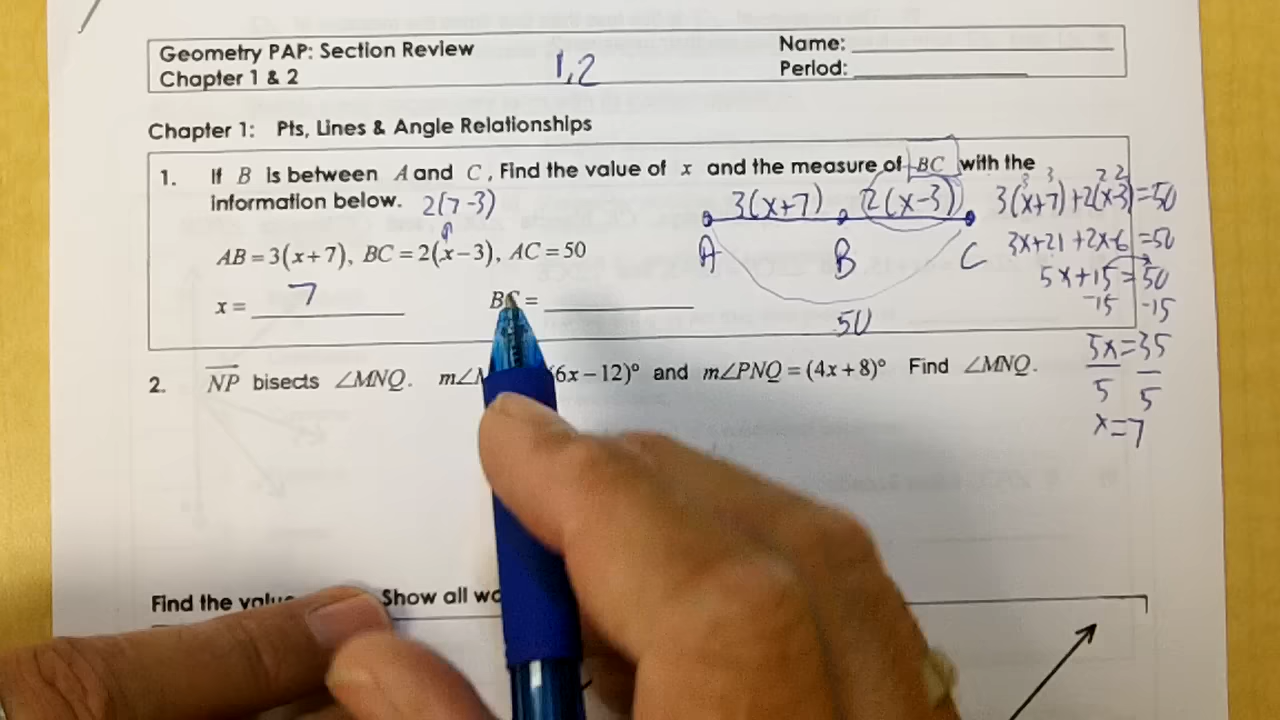 Geometry PAP: Section Review
Name:
Chapter 1 & 2
1,2
Period:
Chapter 1: Pts, Lines & Angle Relationships
1. If B is between A and C, Find the value of x and the measure of BC with the
information below. 2(7-3)
3(x+7) 2(x-3)
3 3 2 2
3(x+7)+2(x-3)=50
AB=3(x+7), BC=2(x-3), AC=50
A B C
3x+21+2x-6=50
5x+15=50
x= 7
BC=
-15 -15
50
5x=35
5 5
x=7
2. NP bisects ∠MNQ. m∠ 6x-12)° and m∠PNQ=(4x+8)° Find ∠MNQ.
Find the Show all